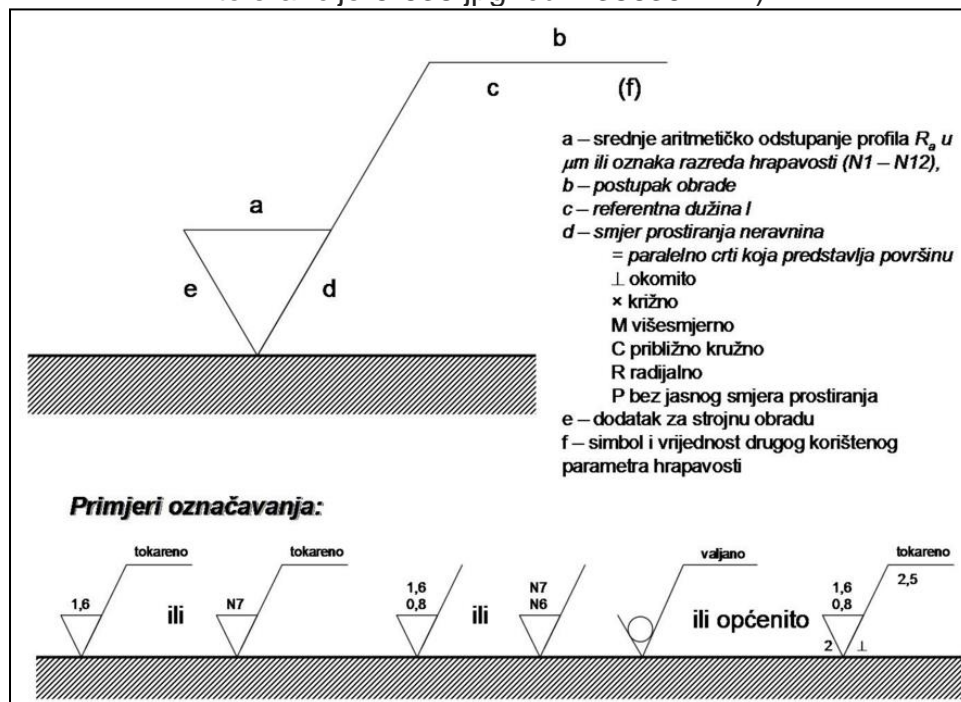 b
c
(f)
a
e
d
a – srednje aritmetičko odstupanje profila Rₐ u
μm ili oznaka razreda hrapavosti (N1 – N12),
b – postupak obrade
c – referentna dužina l
d – smjer prostiranja neravnina
= paralelno crti koja predstavlja površinu
⊥ okomito
× križno
M višesmjerno
C približno kružno
R radijalno
P bez jasnog smjera prostiranja
e – dodatak za strojnu obradu
f – simbol i vrijednost drugog korištenog
parametra hrapavosti
Primjeri označavanja:
tokareno
1,6
ili
tokareno
N7
1,6
0,8
ili
N7
N6
valjano
ili općenito
tokareno
1,6
0,8
2,5
2
⊥